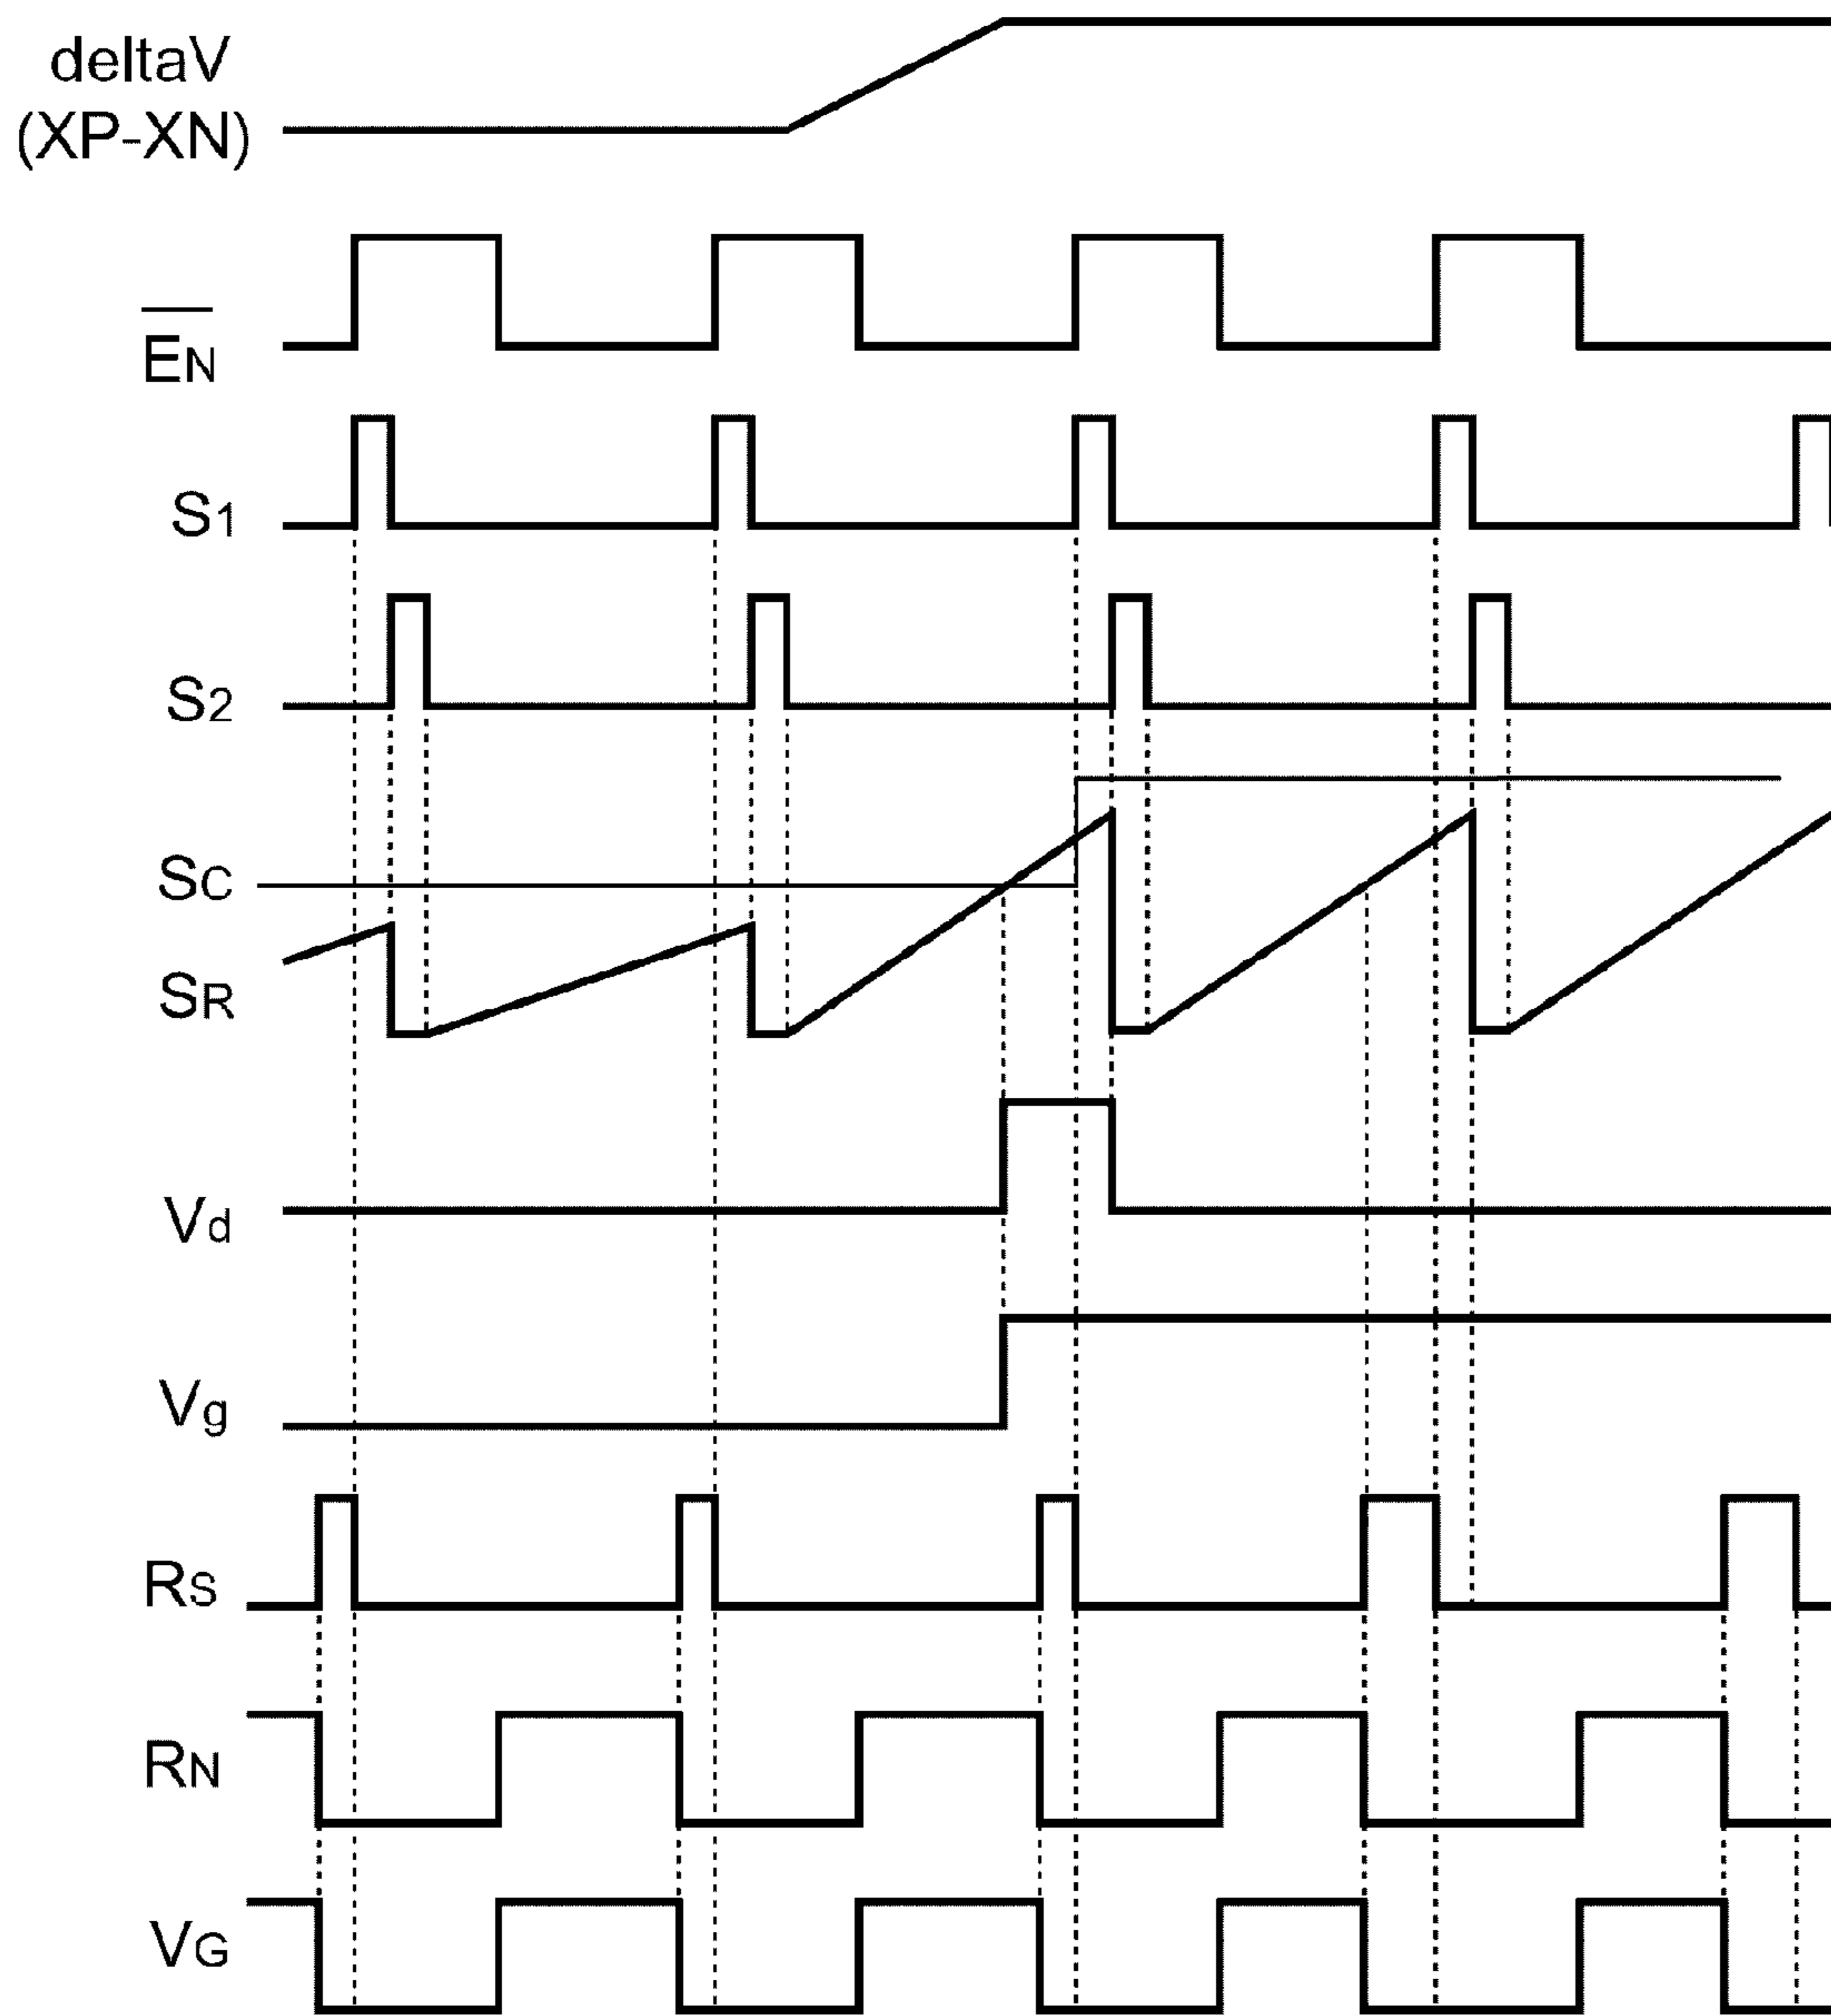 deltaV
(XP-XN)
EN
S1
S2
SC
SR
Vd
Vg
RS
RN
VG